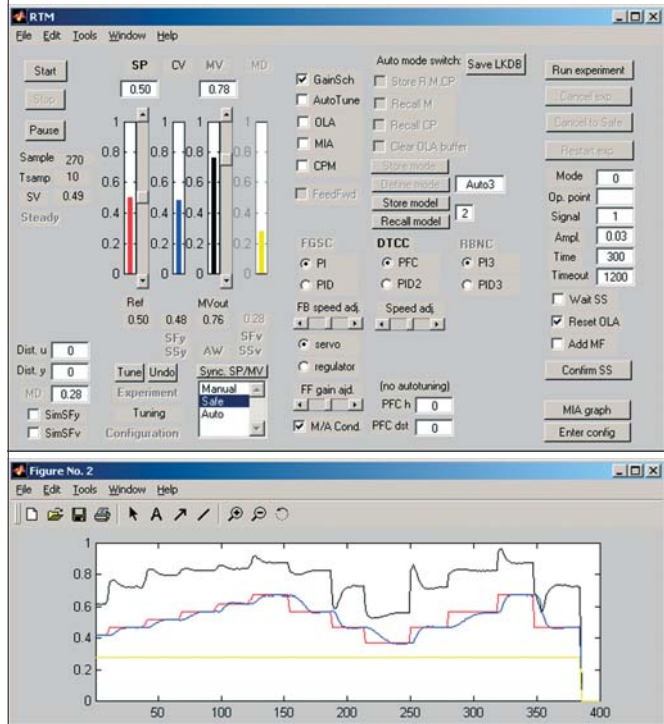 RTM
File Edit Tools Window Help
Start
Stop
Pause
Sample 270
Tsamp 10
SV 0.49
Steady
SP CV MV MD
0.50 0.78
1 1 1 1
0.8 0.8 0.8 0.8
0.6 0.6 0.6 0.6
0.4 0.4 0.4 0.4
0.2 0.2 0.2 0.2
0 0 0 0
Ref MVout
0.50 0.48 0.76 0.28
SFy SFv
SSy AW SSv
Dist. u 0
Dist. y 0
MD 0.28
SimSFy
SimSFv
Tune Undo Sync. SP/MV
Experiment
Tuning
Configuration
Manual
Safe
Auto
GainSch
AutoTune
OLA
MIA
CPM
FeedFwd
Auto mode switch: Save LKDB
Store R,M,CP
Recall M
Recall CP
Clear OLA buffer
Store mode
Define mode Auto3
Store model
Recall model 2
FGSC DTCC RBNC
PI PFC PI3
PID PID2 PID3
FB speed adj. Speed adj.
servo
regulator
FF gain ajd.
M/A Cond.
(no autotuning)
PFC h 0
PFC dst 0
Run experiment
Cancel exp.
Cancel to Safe
Restart exp.
Mode 0
Op. point
Signal 1
Ampl. 0.03
Time 300
Timeout 1200
Wait SS
Reset OLA
Add MF
Confirm SS
MIA graph
Enter config
Figure No. 2
File Edit Tools Window Help
A
1
0.8
0.6
0.4
0.2
0
50 100 150 200 250 300 350 400